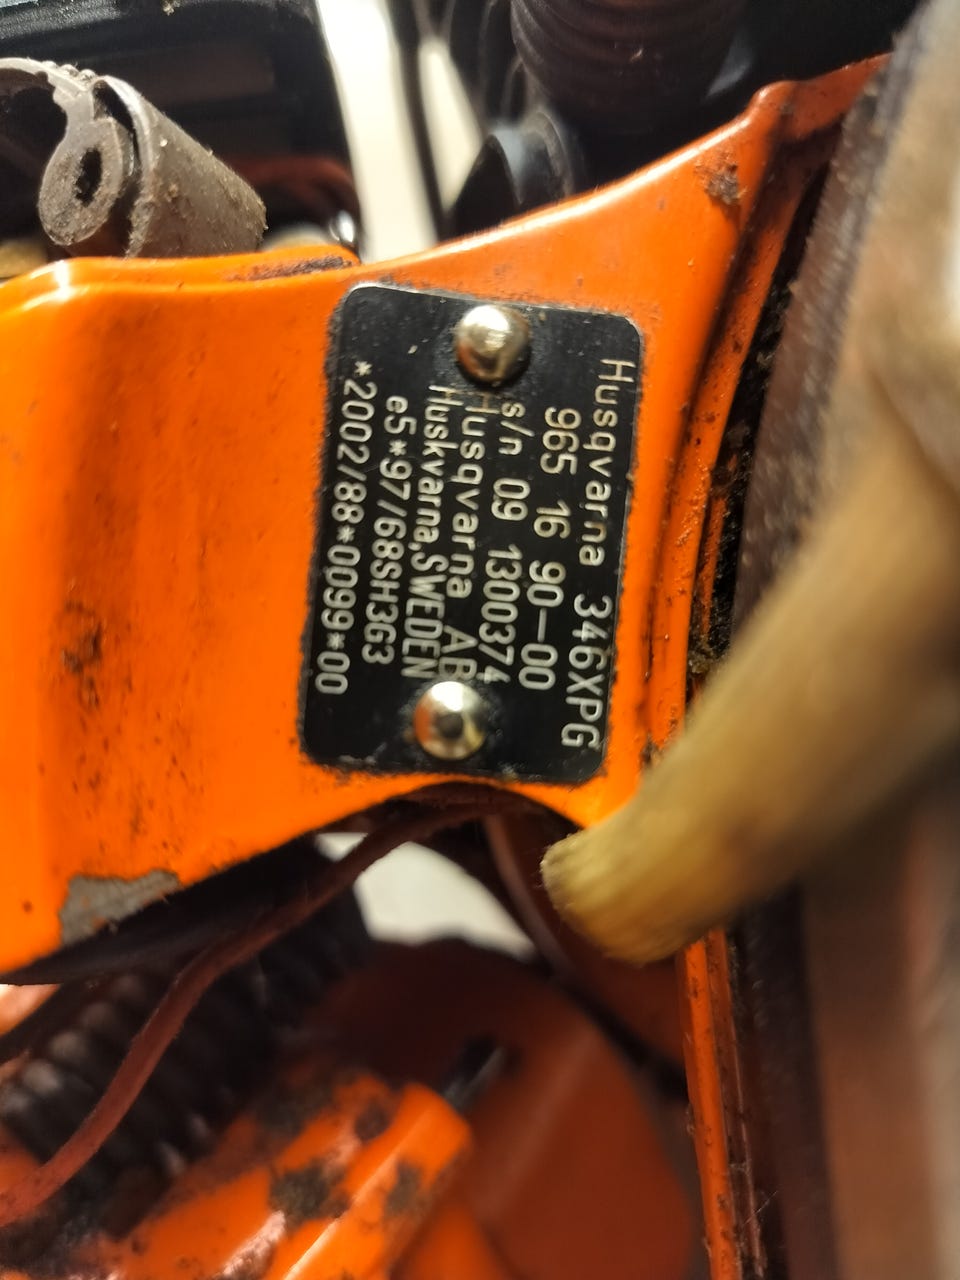 Husqvarna 346XPG
965 16 90-00
s/n 09 1300374
Husqvarna AB
Huskvarna,SWEDEN
e5*97/68SH3G3
*2002/88*0099*00